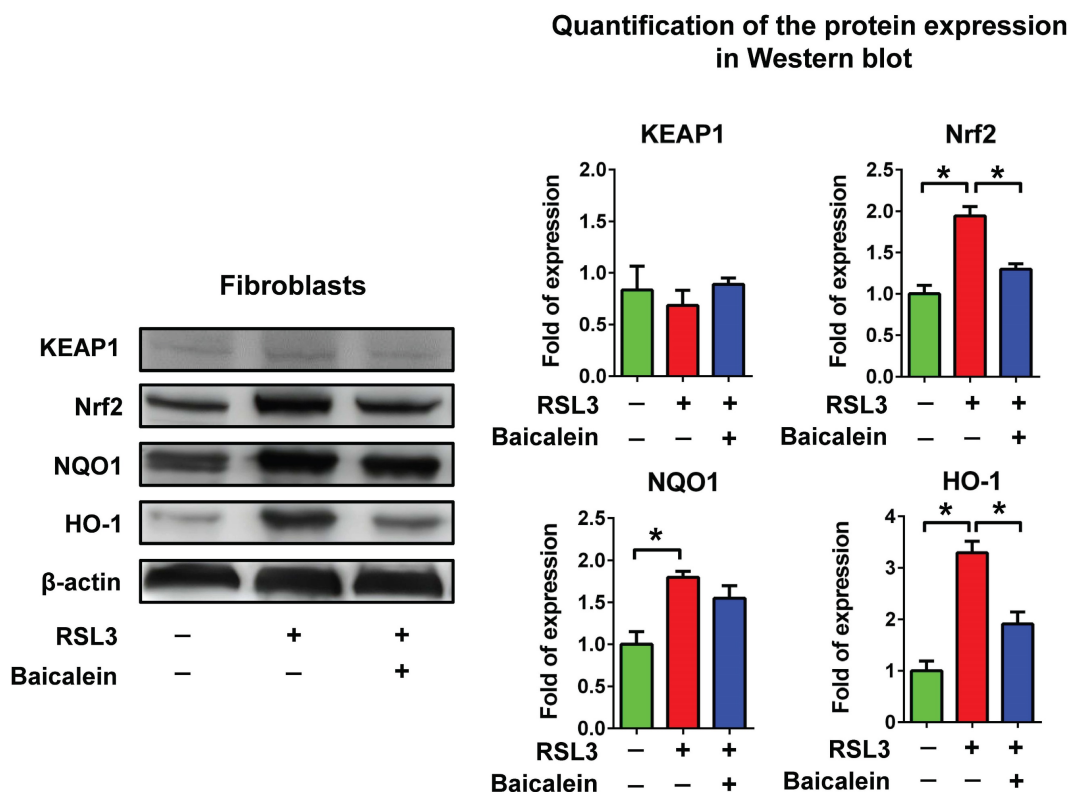 Quantification of the protein expression
in Western blot
Fibroblasts
KEAP1
Nrf2
NQO1
HO-1
β-actin
RSL3 – + +
Baicalein – – +
KEAP1
Fold of expression
2.0
1.5
1.0
0.5
0.0
RSL3 – + +
Baicalein – – +
Nrf2
Fold of expression
2.5
2.0
1.5
1.0
0.5
0.0
* *
RSL3 – + +
Baicalein – – +
NQO1
Fold of expression
2.5
2.0
1.5
1.0
0.5
0.0
*
RSL3 – + +
Baicalein – – +
HO-1
Fold of expression
4
3
2
1
0
* *
RSL3 – + +
Baicalein – – +